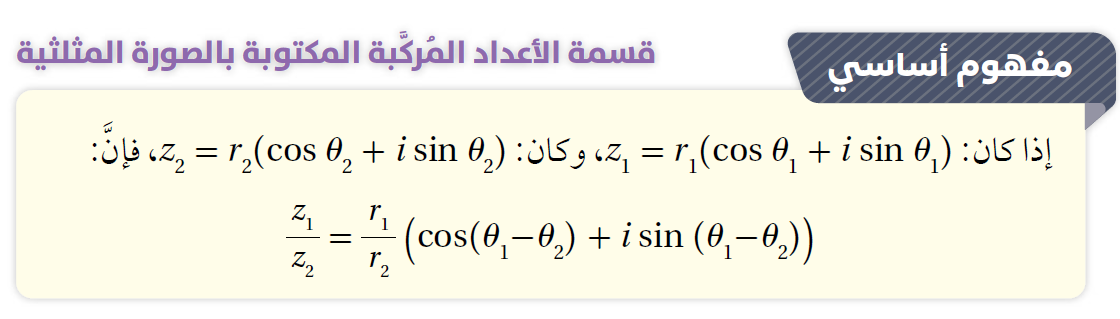 مفهوم أساسي
قسمة الأعداد المُركَّبة المكتوبة بالصورة المثلثية
إذا كان: z₁ = r₁(cos θ₁ + i sin θ₁)، وكان: z₂ = r₂(cos θ₂ + i sin θ₂)، فإنَّ:
z₁/z₂ = r₁/r₂ (cos(θ₁−θ₂) + i sin (θ₁−θ₂))